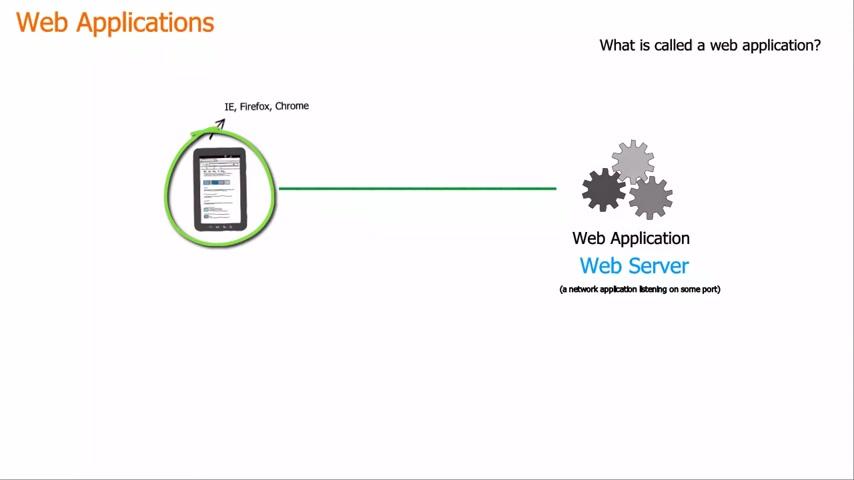 Web Applications
What is called a web application?
IE, Firefox, Chrome
Web Application
Web Server
(a network application listening on some port)